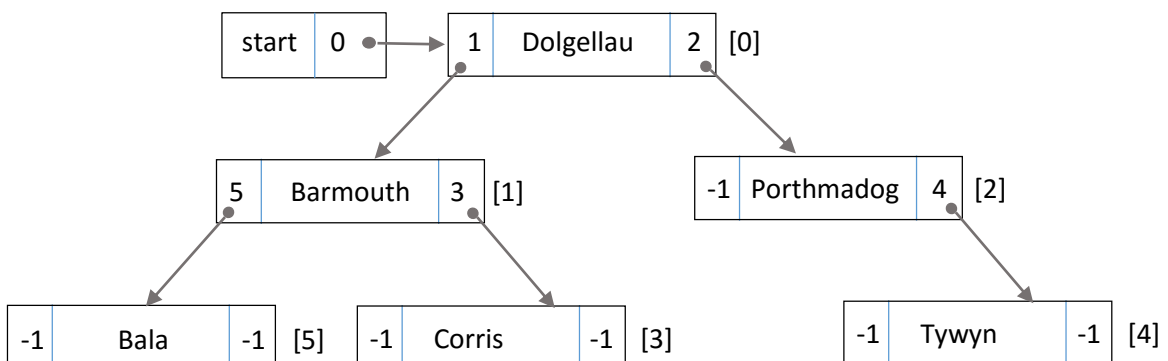 start 0 1 Dolgellau 2 [0]
5 Barmouth 3 [1] -1 Porthmadog 4 [2]
-1 Bala -1 [5] -1 Corris -1 [3] -1 Tywyn -1 [4]